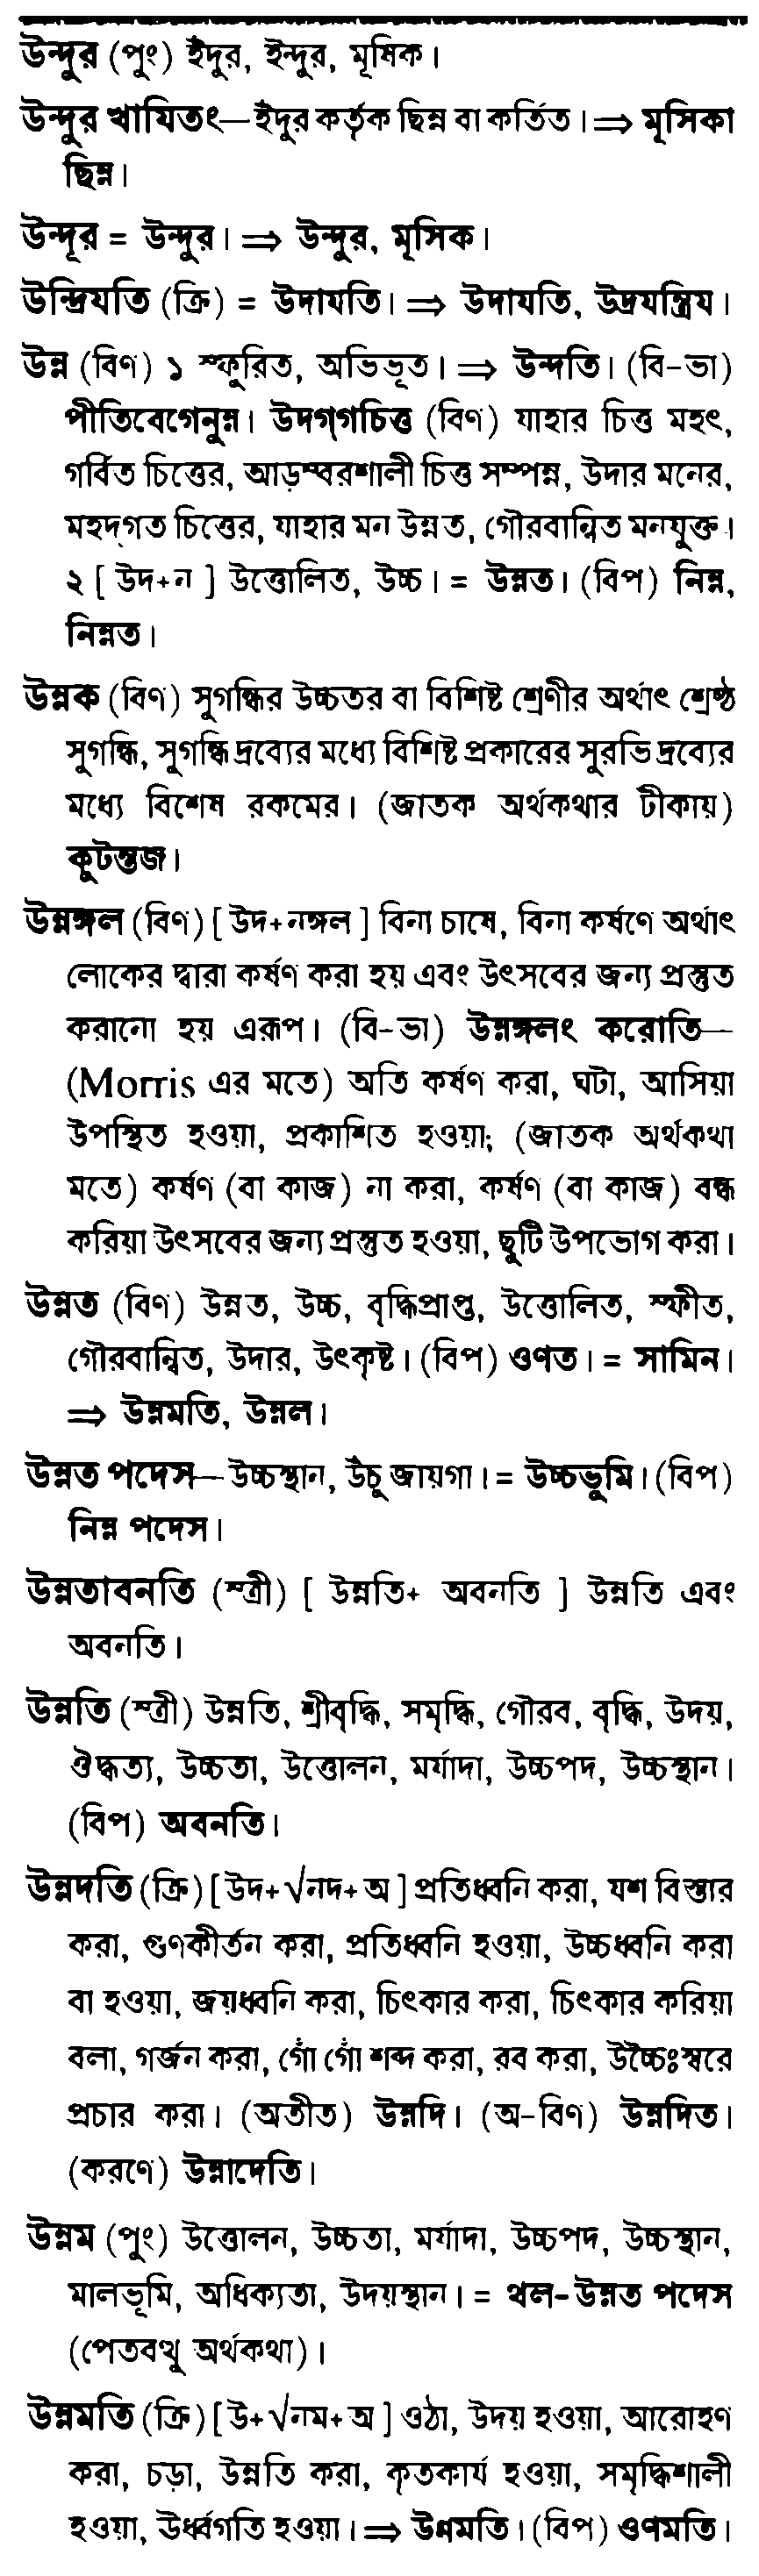 উন্দুর (পুং) ইঁদুর, ইন্দুর, মূষিক।
উন্দুর খাযিতং—ইঁদুর কর্তৃক ছিন্ন বা কর্তিত। ⇒ মূসিকা
ছিন্ন।
উন্দূর = উন্দুর। ⇒ উন্দুর, মূসিক।
উন্দ্রিযতি (ক্রি) = উদাযতি। ⇒ উদাযতি, উদ্রযন্ত্রিয।
উন্ন (বিণ) ১ স্ফুরিত, অভিভূত। ⇒ উন্দতি। (বি-ভা)
পীতিবেগেনুন্ন। উদগ্গচিত্ত (বিণ) যাহার চিত্ত মহৎ,
গর্বিত চিত্তের, আড়ম্বরশালী চিত্ত সম্পন্ন, উদার মনের,
মহদ্গত চিত্তের, যাহার মন উন্নত, গৌরবান্বিত মনযুক্ত।
২ [ উদ+ন ] উত্তোলিত, উচ্চ। = উন্নত। (বিপ) নিন্ন,
নিন্নত।
উন্নক (বিণ) সুগন্ধির উচ্চতর বা বিশিষ্ট শ্রেণীর অর্থাৎ শ্রেষ্ঠ
সুগন্ধি, সুগন্ধি দ্রব্যের মধ্যে বিশিষ্ট প্রকারের সুরভি দ্রব্যের
মধ্যে বিশেষ রকমের। (জাতক অর্থকথার টীকায়)
কুটন্তজ।
উন্নঙ্গল (বিণ) [ উদ+নঙ্গল ] বিনা চাষে, বিনা কর্ষণে অর্থাৎ
লোকের দ্বারা কর্ষণ করা হয় এবং উৎসবের জন্য প্রস্তুত
করানো হয় এরূপ। (বি-ভা) উন্নঙ্গলং করোতি—
(Morris এর মতে) অতি কর্ষণ করা, ঘটা, আসিয়া
উপস্থিত হওয়া, প্রকাশিত হওয়া; (জাতক অর্থকথা
মতে) কর্ষণ (বা কাজ) না করা, কর্ষণ (বা কাজ) বন্ধ
করিয়া উৎসবের জন্য প্রস্তুত হওয়া, ছুটি উপভোগ করা।
উন্নত (বিণ) উন্নত, উচ্চ, বৃদ্ধিপ্রাপ্ত, উত্তোলিত, স্ফীত,
গৌরবান্বিত, উদার, উৎকৃষ্ট। (বিপ) ওণত। = সামিন।
⇒ উন্নমতি, উন্নল।
উন্নত পদেস—উচ্চস্থান, উঁচু জায়গা। = উচ্চভূমি। (বিপ)
নিন্ন পদেস।
উন্নতাবনতি (স্ত্রী) [ উন্নতি+ অবনতি ] উন্নতি এবং
অবনতি।
উন্নতি (স্ত্রী) উন্নতি, শ্রীবৃদ্ধি, সমৃদ্ধি, গৌরব, বৃদ্ধি, উদয়,
ঔদ্ধত্য, উচ্চতা, উত্তোলন, মর্যাদা, উচ্চপদ, উচ্চস্থান।
(বিপ) অবনতি।
উন্নদতি (ক্রি) [ উদ+√নদ+ অ ] প্রতিধ্বনি করা, যশ বিস্তার
করা, গুণকীর্তন করা, প্রতিধ্বনি হওয়া, উচ্চধ্বনি করা
বা হওয়া, জয়ধ্বনি করা, চিৎকার করা, চিৎকার করিয়া
বলা, গর্জন করা, গোঁ গোঁ শব্দ করা, রব করা, উচ্চৈঃস্বরে
প্রচার করা। (অতীত) উন্নদি। (অ-বিণ) উন্নদিত।
(করণে) উন্নাদেতি।
উন্নম (পুং) উত্তোলন, উচ্চতা, মর্যাদা, উচ্চপদ, উচ্চস্থান,
মালভূমি, অধিক্যতা, উদয়স্থান। = থল-উন্নত পদেস
(পেতবত্থু অর্থকথা)।
উন্নমতি (ক্রি) [ উ+√নম+ অ ] ওঠা, উদয় হওয়া, আরোহণ
করা, চড়া, উন্নতি করা, কৃতকার্য হওয়া, সমৃদ্ধিশালী
হওয়া, উর্ধ্বগতি হওয়া। ⇒ উণ্ণমতি। (বিপ) ওণমতি।